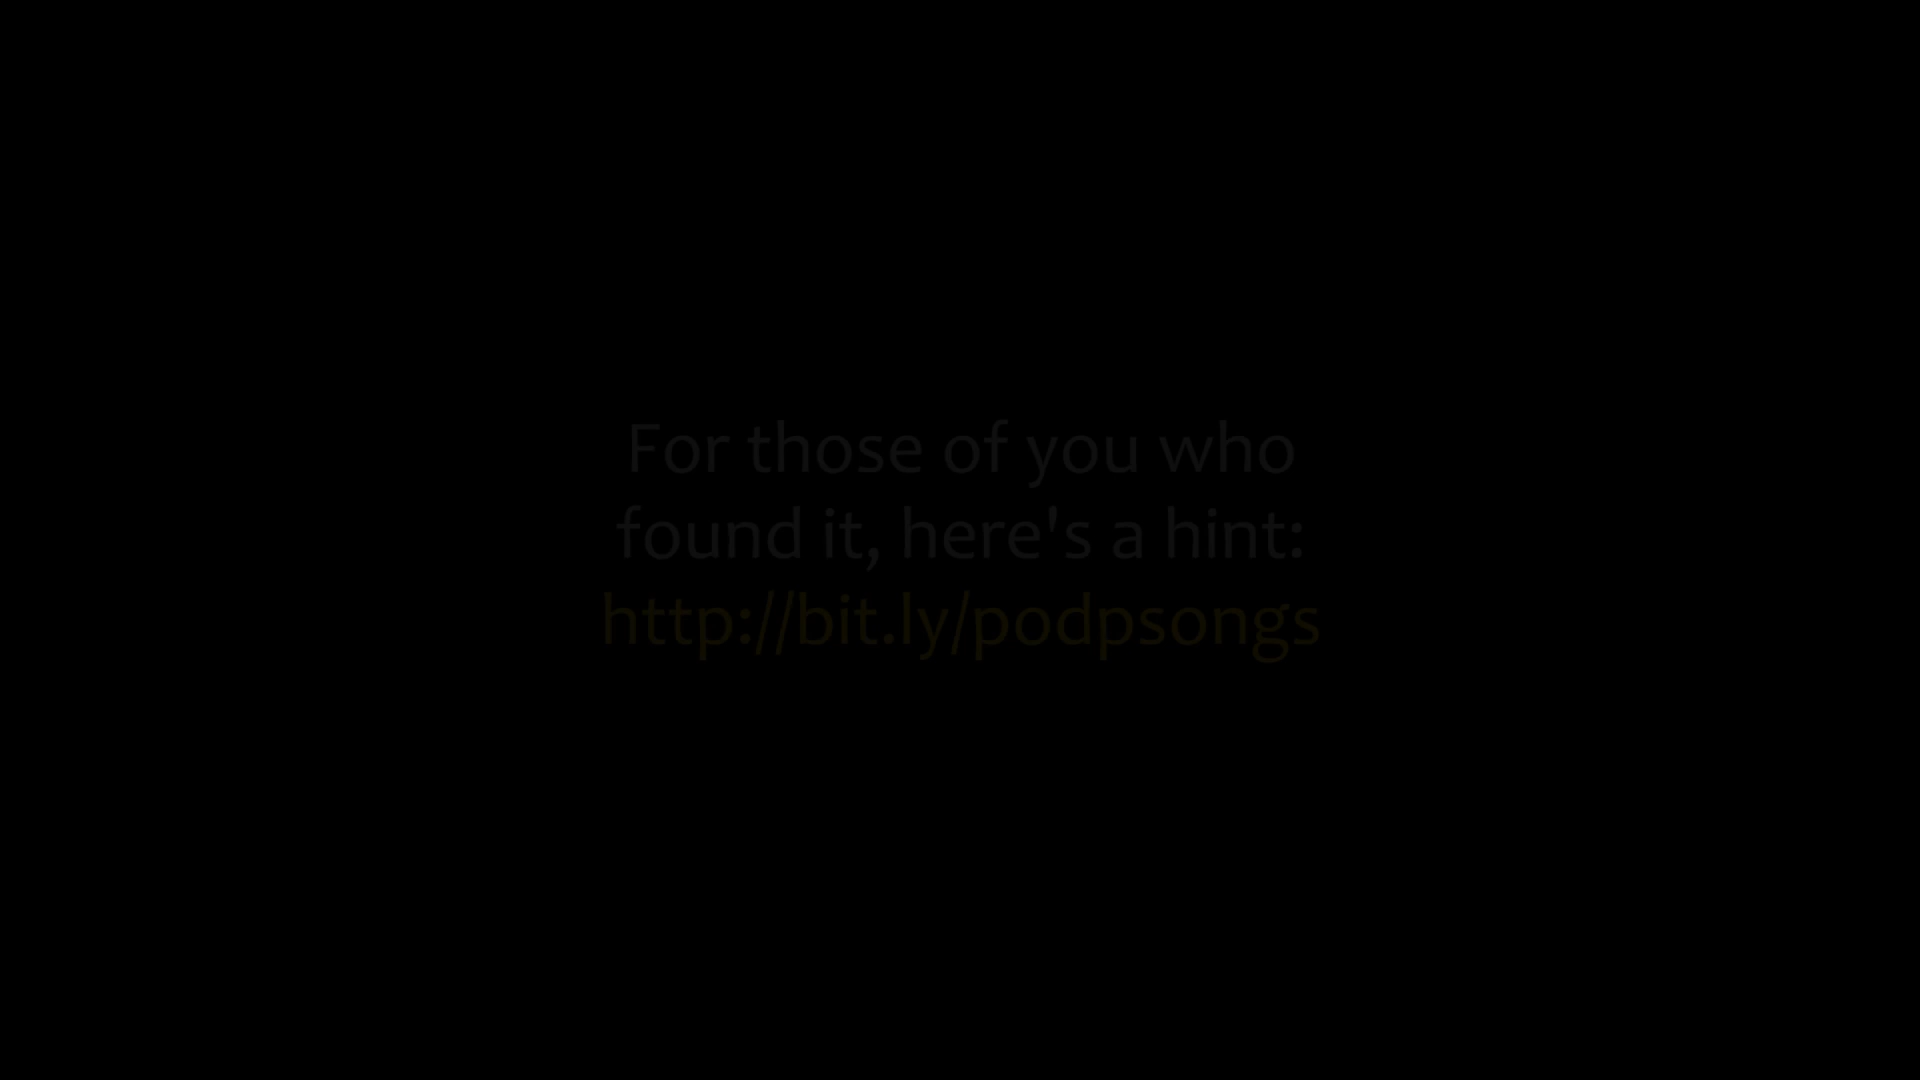 For those of you who
found it, here's a hint:
http://bit.ly/podpsongs